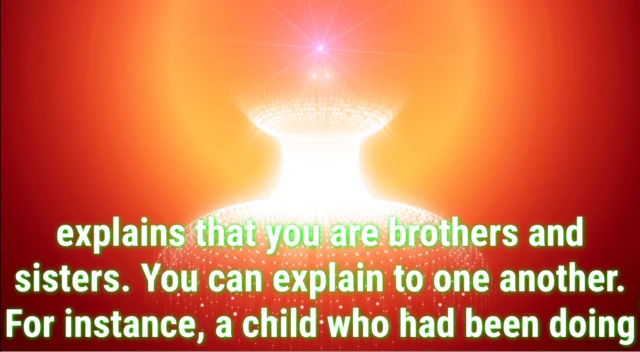 explains that you are brothers and
sisters. You can explain to one another.
For instance, a child who had been doing